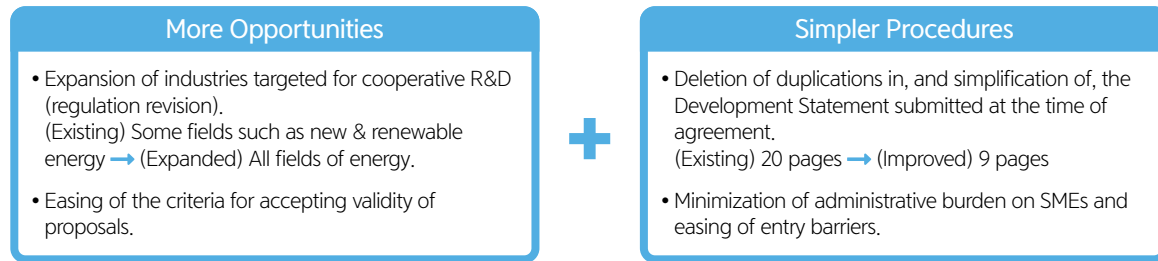 More Opportunities
• Expansion of industries targeted for cooperative R&D
(regulation revision).
(Existing) Some fields such as new & renewable
energy → (Expanded) All fields of energy.
• Easing of the criteria for accepting validity of
proposals.
+
Simpler Procedures
• Deletion of duplications in, and simplification of, the
Development Statement submitted at the time of
agreement.
(Existing) 20 pages → (Improved) 9 pages
• Minimization of administrative burden on SMEs and
easing of entry barriers.